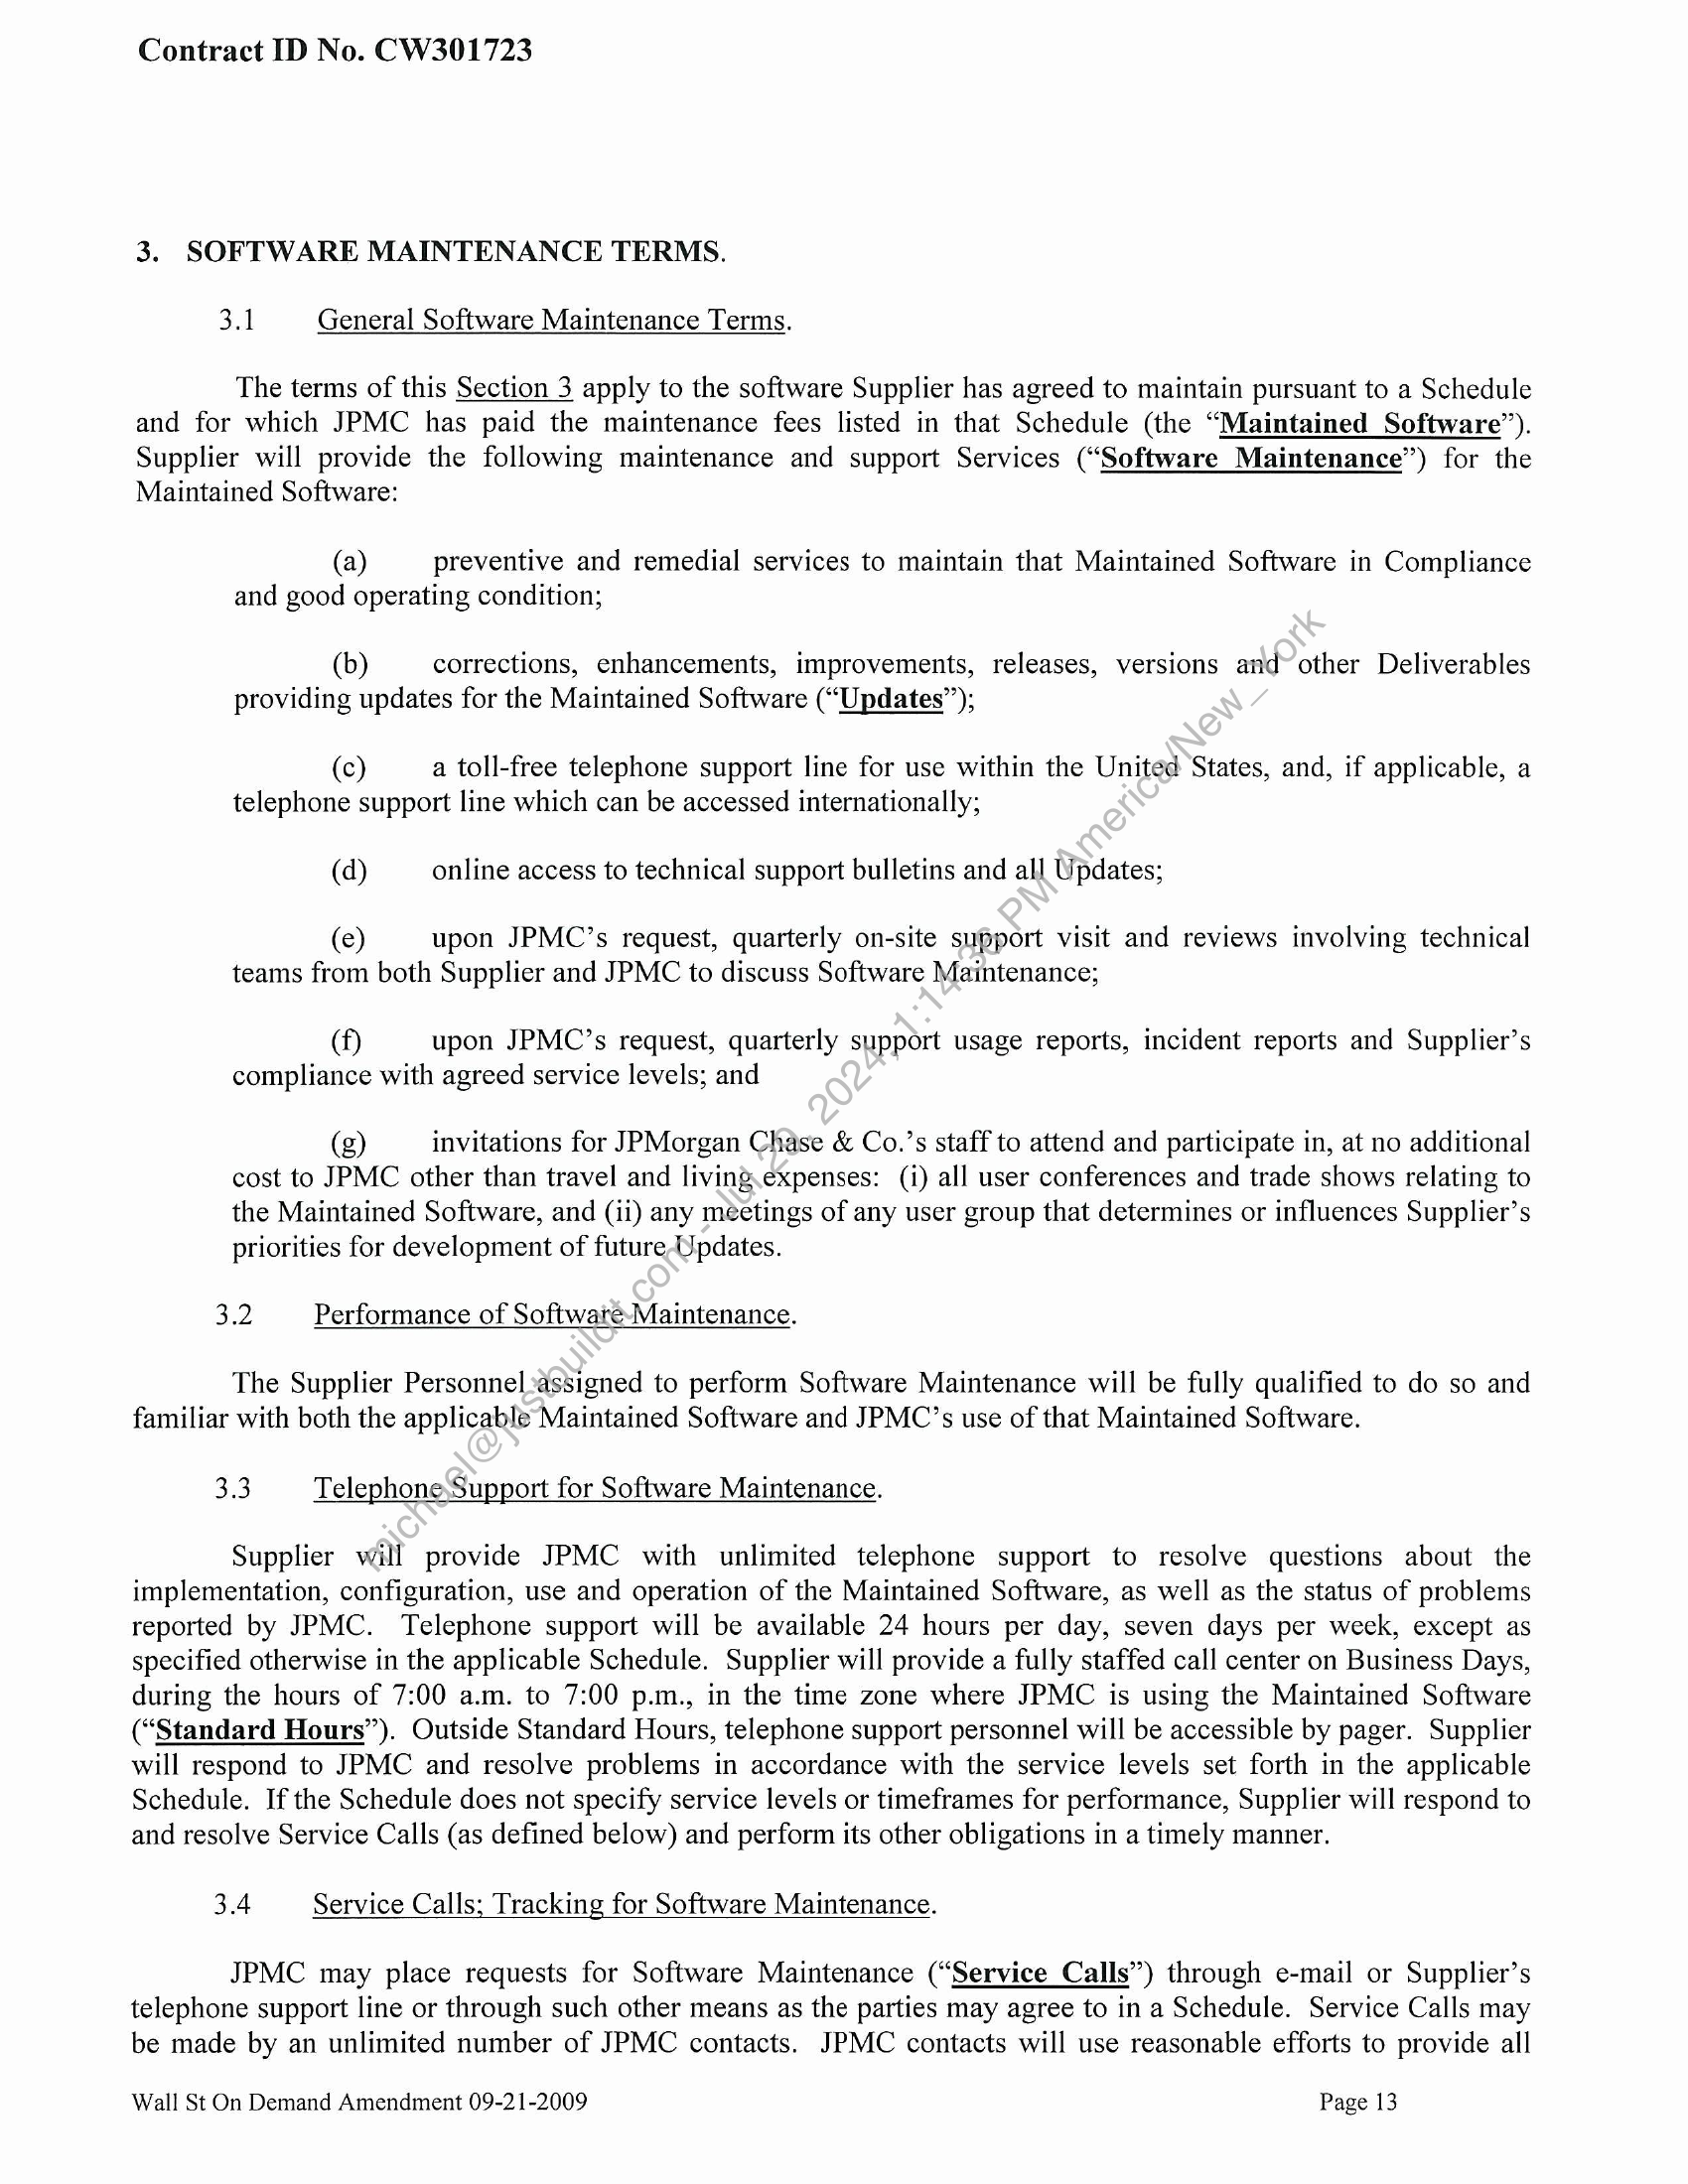 Contract ID No. CW301723
3. SOFTWARE MAINTENANCE TERMS.
3.1 General Software Maintenance Terms.
The terms of this Section 3 apply to the software Supplier has agreed to maintain pursuant to a Schedule
and for which JPMC has paid the maintenance fees listed in that Schedule (the “Maintained Software”).
Supplier will provide the following maintenance and support Services (“Software Maintenance”) for the
Maintained Software:
(a) preventive and remedial services to maintain that Maintained Software in Compliance
and good operating condition;
(b) corrections, enhancements, improvements, releases, versions and other Deliverables
providing updates for the Maintained Software (“Updates”);
(c) a toll-free telephone support line for use within the United States, and, if applicable, a
telephone support line which can be accessed internationally;
(d) online access to technical support bulletins and all Updates;
(e) upon JPMC’s request, quarterly on-site support visit and reviews involving technical
teams from both Supplier and JPMC to discuss Software Maintenance;
(f) upon JPMC’s request, quarterly support usage reports, incident reports and Supplier’s
compliance with agreed service levels; and
(g) invitations for JPMorgan Chase & Co.’s staff to attend and participate in, at no additional
cost to JPMC other than travel and living expenses: (i) all user conferences and trade shows relating to
the Maintained Software, and (ii) any meetings of any user group that determines or influences Supplier’s
priorities for development of future Updates.
3.2 Performance of Software Maintenance.
The Supplier Personnel assigned to perform Software Maintenance will be fully qualified to do so and
familiar with both the applicable Maintained Software and JPMC’s use of that Maintained Software.
3.3 Telephone Support for Software Maintenance.
Supplier will provide JPMC with unlimited telephone support to resolve questions about the
implementation, configuration, use and operation of the Maintained Software, as well as the status of problems
reported by JPMC. Telephone support will be available 24 hours per day, seven days per week, except as
specified otherwise in the applicable Schedule. Supplier will provide a fully staffed call center on Business Days,
during the hours of 7:00 a.m. to 7:00 p.m., in the time zone where JPMC is using the Maintained Software
(“Standard Hours”). Outside Standard Hours, telephone support personnel will be accessible by pager. Supplier
will respond to JPMC and resolve problems in accordance with the service levels set forth in the applicable
Schedule. If the Schedule does not specify service levels or timeframes for performance, Supplier will respond to
and resolve Service Calls (as defined below) and perform its other obligations in a timely manner.
3.4 Service Calls; Tracking for Software Maintenance.
JPMC may place requests for Software Maintenance (“Service Calls”) through e-mail or Supplier’s
telephone support line or through such other means as the parties may agree to in a Schedule. Service Calls may
be made by an unlimited number of JPMC contacts. JPMC contacts will use reasonable efforts to provide all
Wall St On Demand Amendment 09-21-2009 Page 13
michael@justbuildit.com - Jul 29, 2024, 1:14:36 PM America/New_York